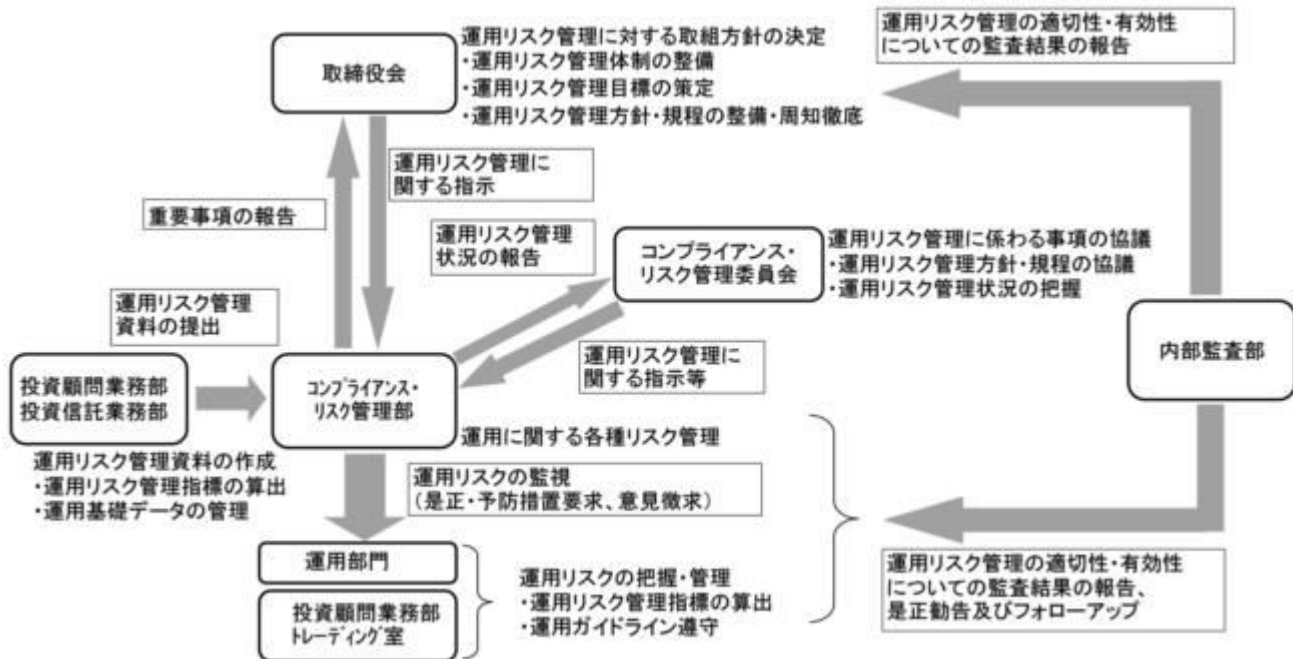 運用リスク管理に対する取組方針の決定
・運用リスク管理体制の整備
・運用リスク管理目標の策定
・運用リスク管理方針・規程の整備・周知徹底
取締役会
運用リスク管理の適切性・有効性
についての監査結果の報告
運用リスク管理に
関する指示
重要事項の報告
運用リスク管理
状況の報告
コンプライアンス・
リスク管理委員会
運用リスク管理に係わる事項の協議
・運用リスク管理方針・規程の協議
・運用リスク管理状況の把握
運用リスク管理
資料の提出
内部監査部
運用リスク管理に
関する指示等
投資顧問業務部
投資信託業務部
コンプライアンス・
リスク管理部
運用に関する各種リスク管理
運用リスク管理資料の作成
・運用リスク管理指標の算出
・運用基礎データの管理
運用リスクの監視
(是正・予防措置要求、意見徴求)
運用部門
投資顧問業務部
トレーディング室
運用リスクの把握・管理
・運用リスク管理指標の算出
・運用ガイドライン遵守
運用リスク管理の適切性・有効性
についての監査結果の報告、
是正勧告及びフォローアップ